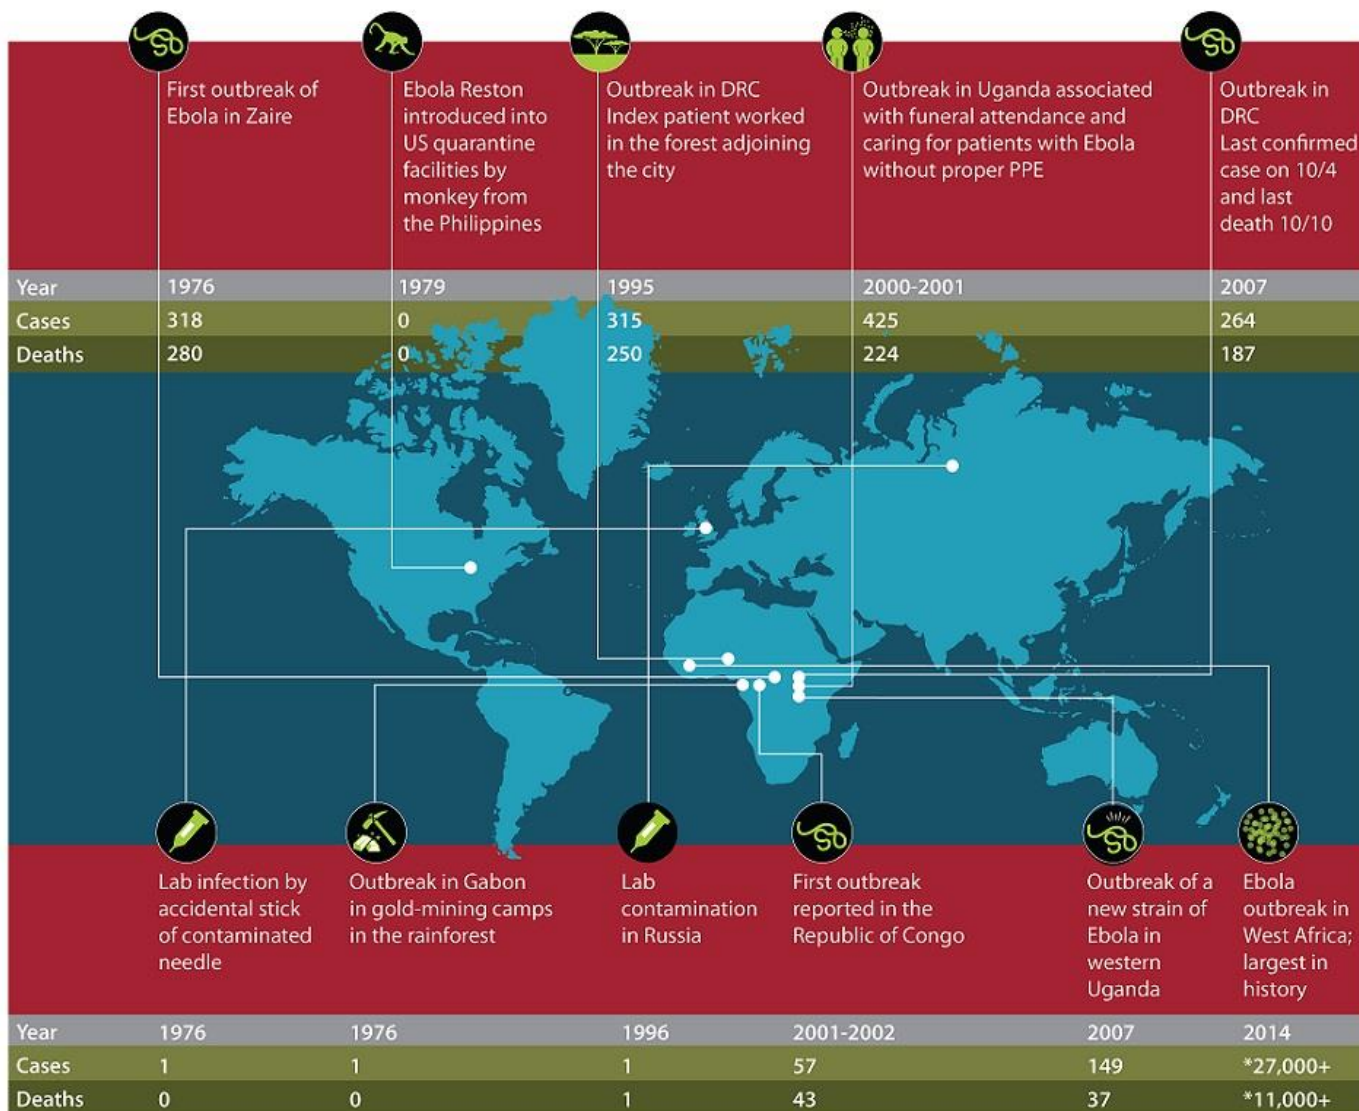 First outbreak of
Ebola in Zaire
Ebola Reston
introduced into
US quarantine
facilities by
monkey from
the Philippines
Outbreak in DRC
Index patient worked
in the forest adjoining
the city
Outbreak in Uganda associated
with funeral attendance and
caring for patients with Ebola
without proper PPE
Outbreak in
DRC
Last confirmed
case on 10/4
and last
death 10/10
Year 1976 1979 1995 2000-2001 2007
Cases 318 0 315 425 264
Deaths 280 0 250 224 187
Lab infection by
accidental stick
of contaminated
needle
Outbreak in Gabon
in gold-mining camps
in the rainforest
Lab
contamination
in Russia
First outbreak
reported in the
Republic of Congo
Outbreak of a
new strain of
Ebola in
western
Uganda
Ebola
outbreak in
West Africa;
largest in
history
Year 1976 1976 1996 2001-2002 2007 2014
Cases 1 1 1 57 149 *27,000+
Deaths 0 0 1 43 37 *11,000+